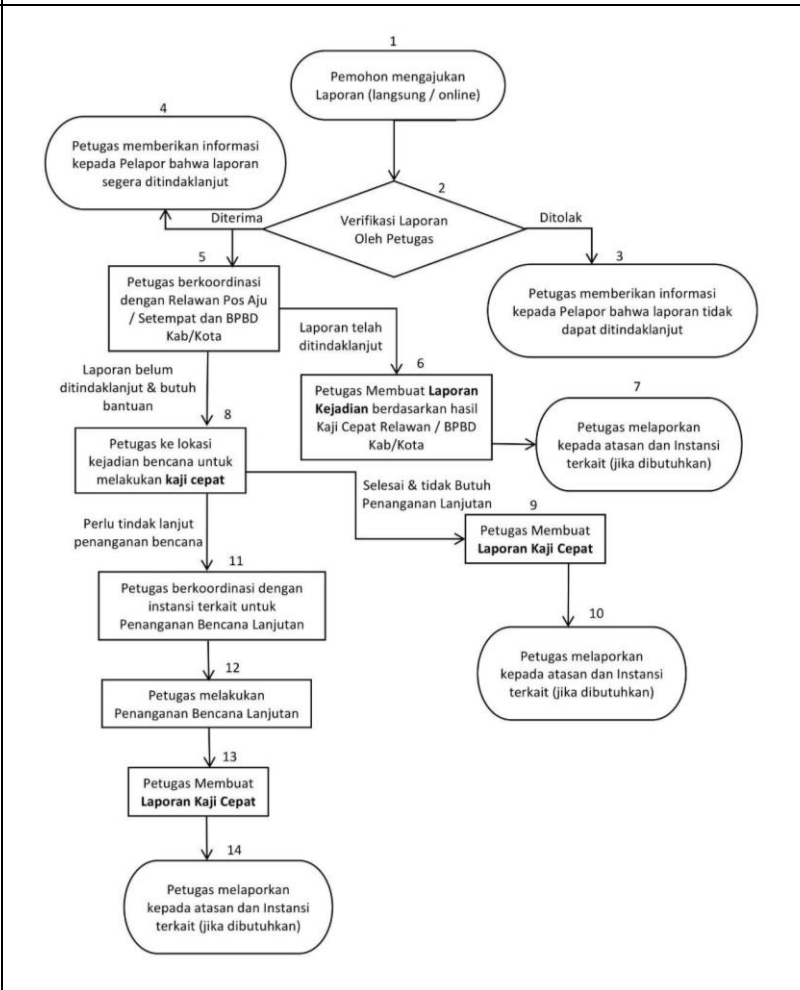 1
Pemohon mengajukan
Laporan (langsung / online)
4
Petugas memberikan informasi
kepada Pelapor bahwa laporan
segera ditindaklanjut
2
Verifikasi Laporan
Oleh Petugas
Diterima
Ditolak
3
Petugas memberikan informasi
kepada Pelapor bahwa laporan tidak
dapat ditindaklanjut
5
Petugas berkoordinasi
dengan Relawan Pos Aju
/ Setempat dan BPBD
Kab/Kota
Laporan telah
ditindaklanjut
6
Petugas Membuat Laporan
Kejadian berdasarkan hasil
Kaji Cepat Relawan / BPBD
Kab/Kota
7
Petugas melaporkan
kepada atasan dan Instansi
terkait (jika dibutuhkan)
Laporan belum
ditindaklanjut & butuh
bantuan
8
Petugas ke lokasi
kejadian bencana untuk
melakukan kaji cepat
Selesai & tidak Butuh
Penanganan Lanjutan
9
Petugas Membuat
Laporan Kaji Cepat
10
Petugas melaporkan
kepada atasan dan Instansi
terkait (jika dibutuhkan)
Perlu tindak lanjut
penanganan bencana
11
Petugas berkoordinasi dengan
instansi terkait untuk
Penanganan Bencana Lanjutan
12
Petugas melakukan
Penanganan Bencana Lanjutan
13
Petugas Membuat
Laporan Kaji Cepat
14
Petugas melaporkan
kepada atasan dan Instansi
terkait (jika dibutuhkan)